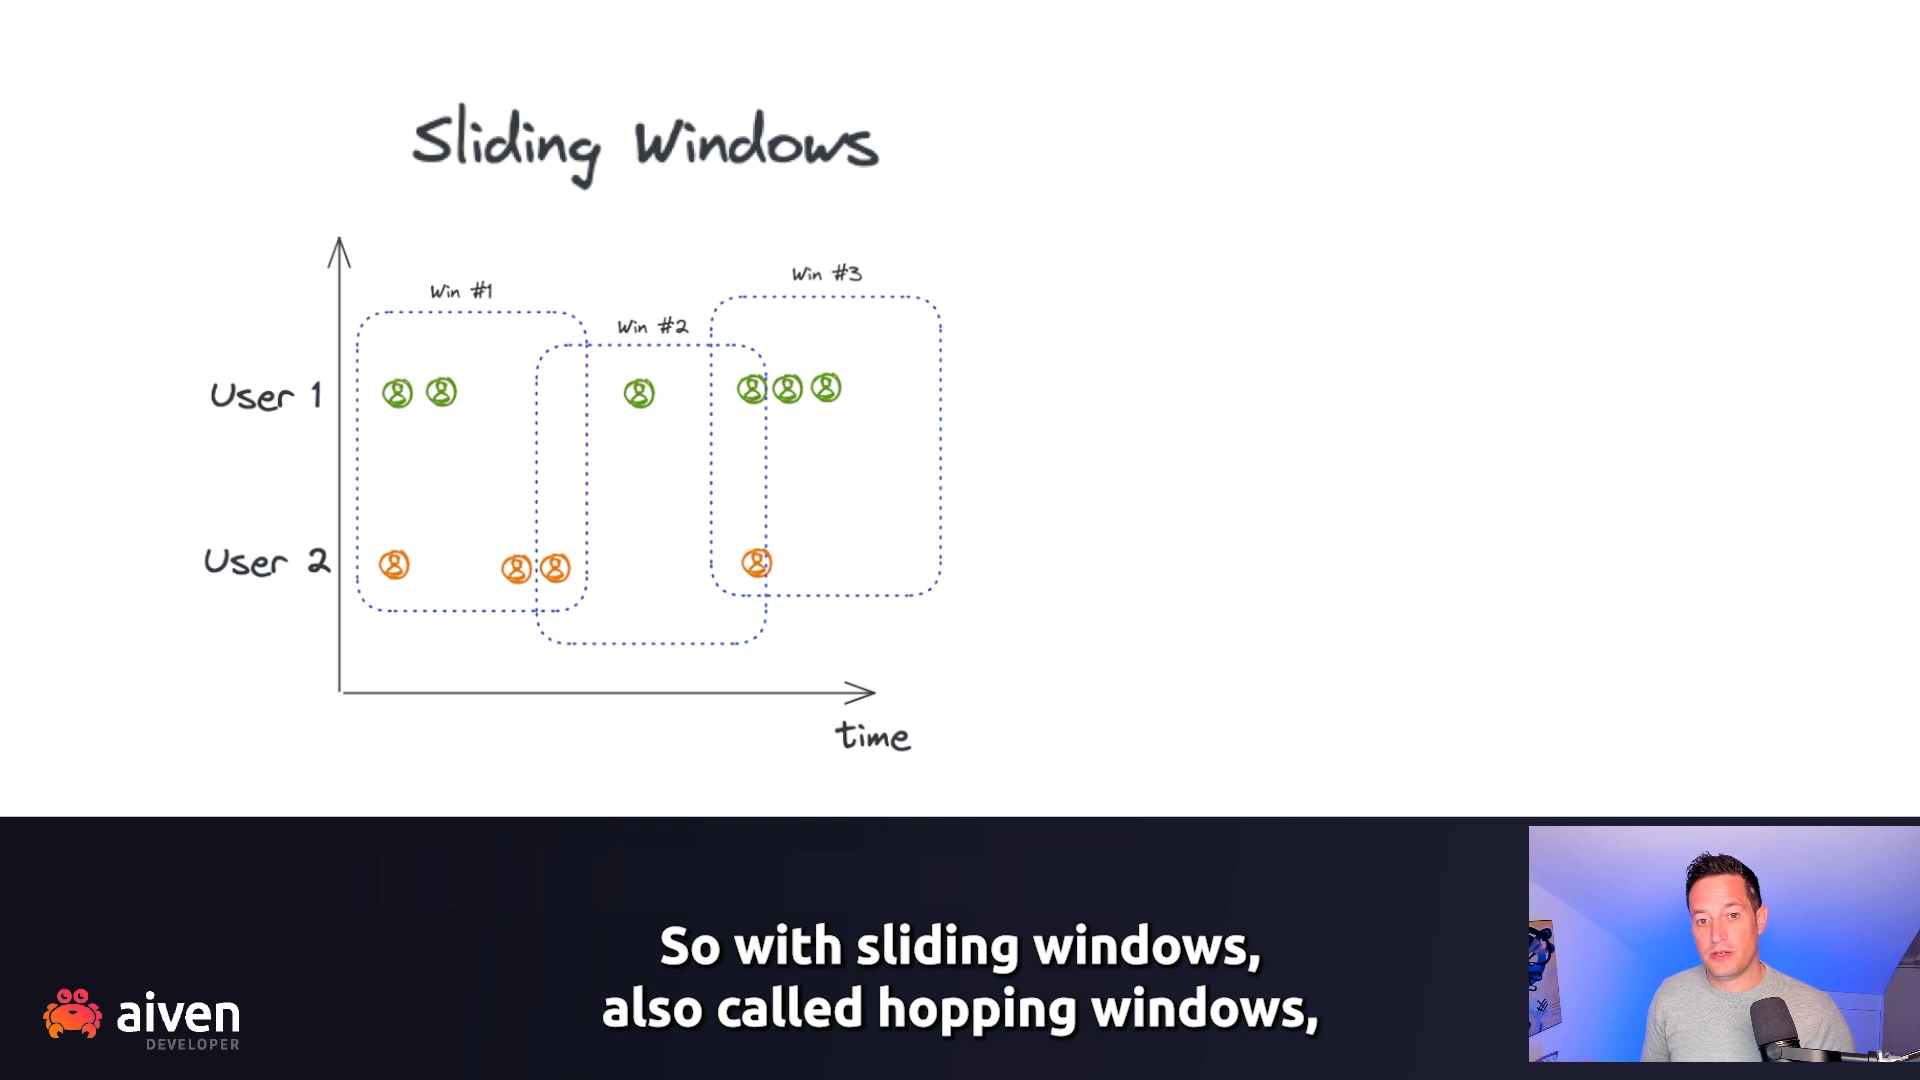 Sliding Windows
Win #1
Win #2
Win #3
User 1
User 2
time
So with sliding windows,
also called hopping windows,
aiven
DEVELOPER